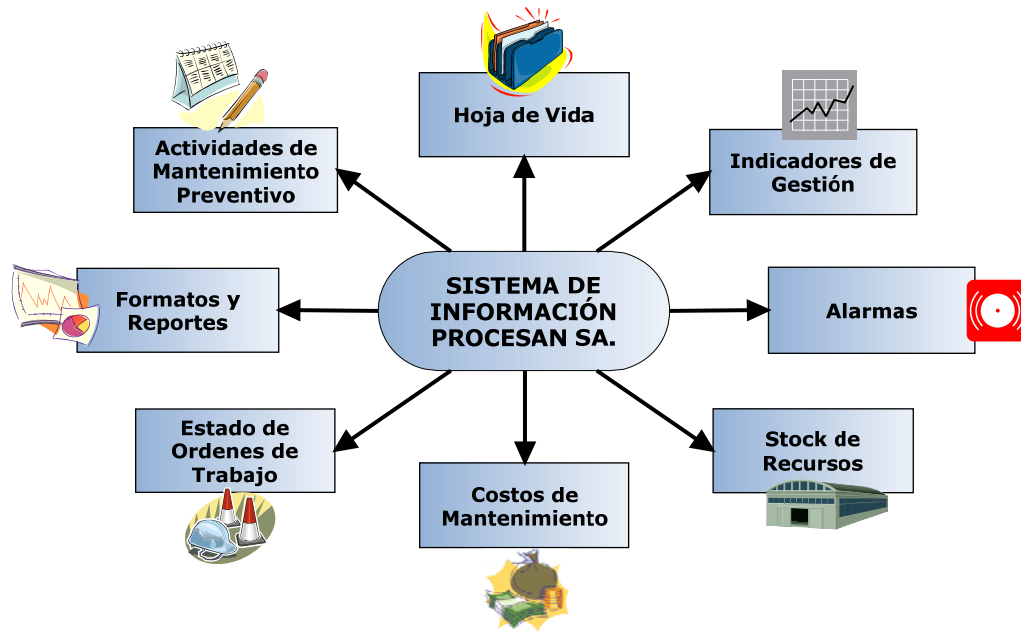 Hoja de Vida
Actividades de
Mantenimiento
Preventivo
Indicadores de
Gestión
Formatos y
Reportes
SISTEMA DE
INFORMACIÓN
PROCESAN SA.
Alarmas
Estado de
Ordenes de
Trabajo
Costos de
Mantenimiento
Stock de
Recursos